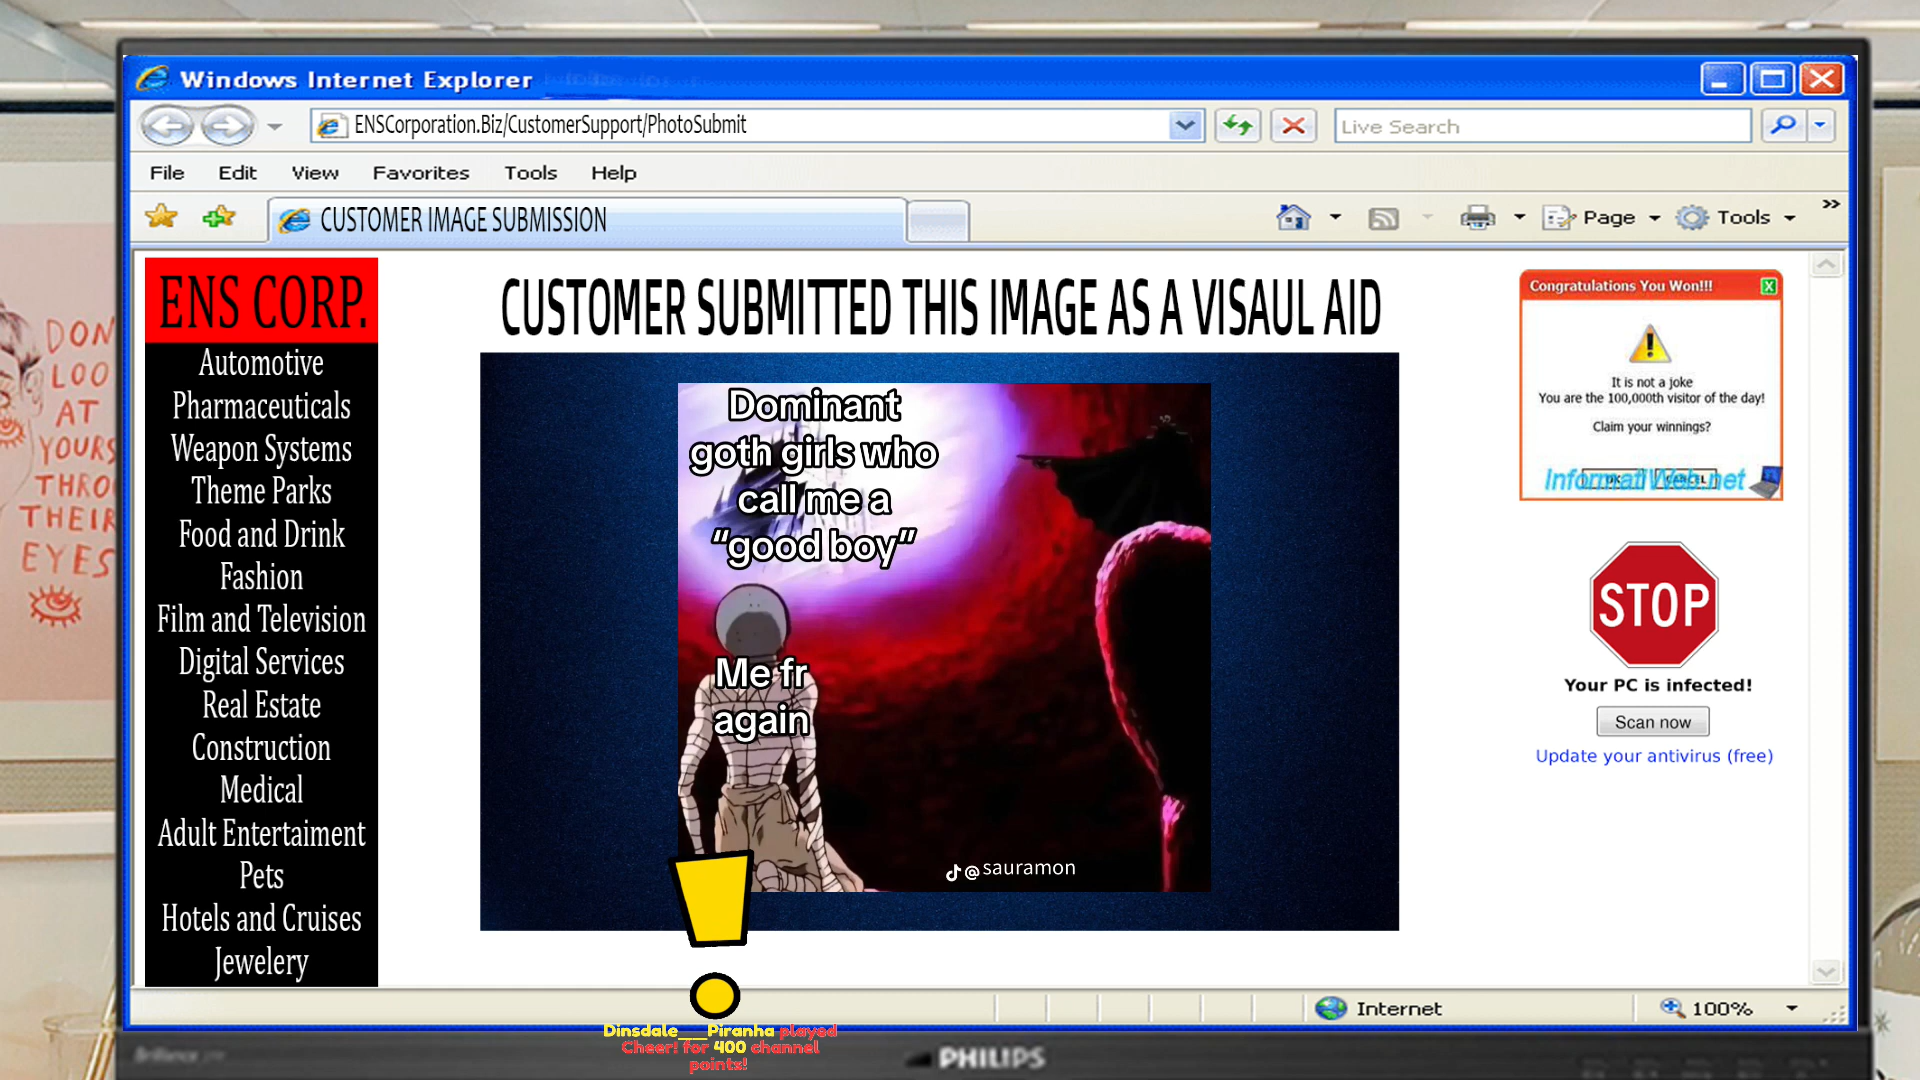 Windows Internet Explorer
ENSCorporation.Biz/CustomerSupport/PhotoSubmit
Live Search
File Edit View Favorites Tools Help
CUSTOMER IMAGE SUBMISSION
Page Tools
ENS CORP.
Automotive
Pharmaceuticals
Weapon Systems
Theme Parks
Food and Drink
Fashion
Film and Television
Digital Services
Real Estate
Construction
Medical
Adult Entertaiment
Pets
Hotels and Cruises
Jewelery
CUSTOMER SUBMITTED THIS IMAGE AS A VISAUL AID
Dominant
goth girls who
call me a
“good boy”
Me fr
again
@sauramon
Congratulations You Won!!!
It is not a joke
You are the 100,000th visitor of the day!
Claim your winnings?
InformatiWeb.net
STOP
Your PC is infected!
Scan now
Update your antivirus (free)
Internet
100%
Dinsdale___Piranha played
Cheer! for 400 channel
points!
PHILIPS
DON
LOO
AT
YOURS
THRO
THEIR
EYES